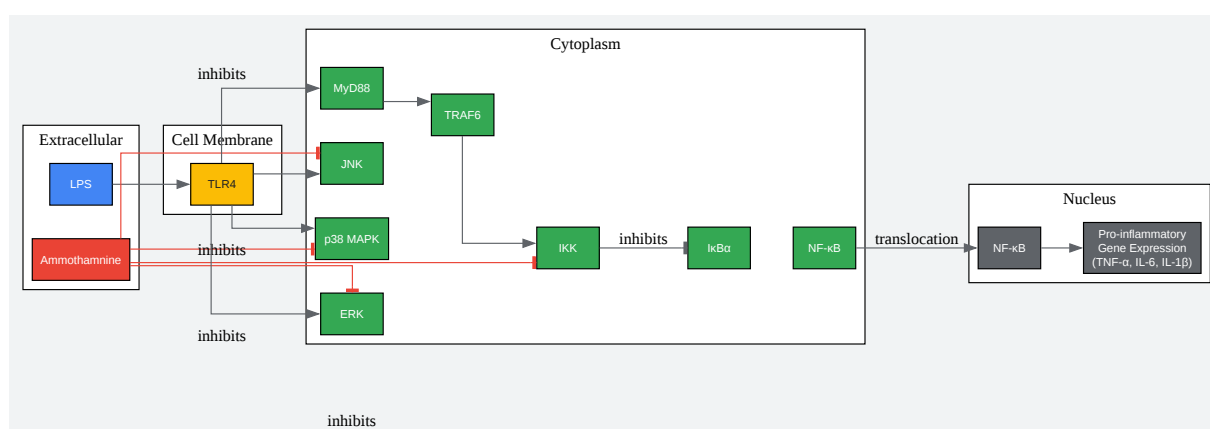 Cytoplasm
inhibits
MyD88
TRAF6
Extracellular
Cell Membrane
JNK
LPS
TLR4
Nucleus
p38 MAPK
Ammothamnine
inhibits
IKK
inhibits
IκBα
NF-κB
translocation
NF-κB
Pro-inflammatory
Gene Expression
(TNF-α, IL-6, IL-1β)
ERK
inhibits
inhibits